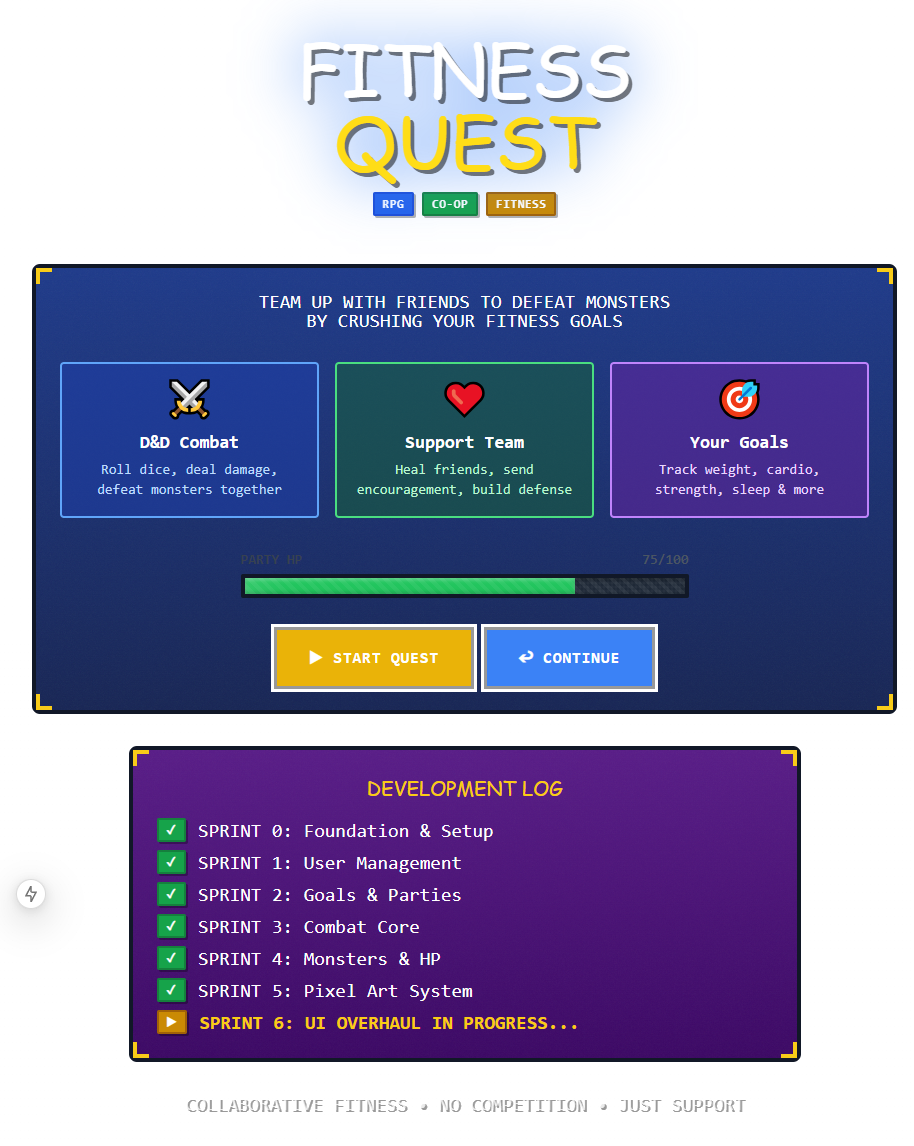 FITNESS
QUEST
RPG CO-OP FITNESS
TEAM UP WITH FRIENDS TO DEFEAT MONSTERS
BY CRUSHING YOUR FITNESS GOALS
D&D Combat
Roll dice, deal damage,
defeat monsters together
Support Team
Heal friends, send
encouragement, build defense
Your Goals
Track weight, cardio,
strength, sleep & more
PARTY HP 75/100
START QUEST
CONTINUE
DEVELOPMENT LOG
SPRINT 0: Foundation & Setup
SPRINT 1: User Management
SPRINT 2: Goals & Parties
SPRINT 3: Combat Core
SPRINT 4: Monsters & HP
SPRINT 5: Pixel Art System
SPRINT 6: UI OVERHAUL IN PROGRESS...
COLLABORATIVE FITNESS • NO COMPETITION • JUST SUPPORT